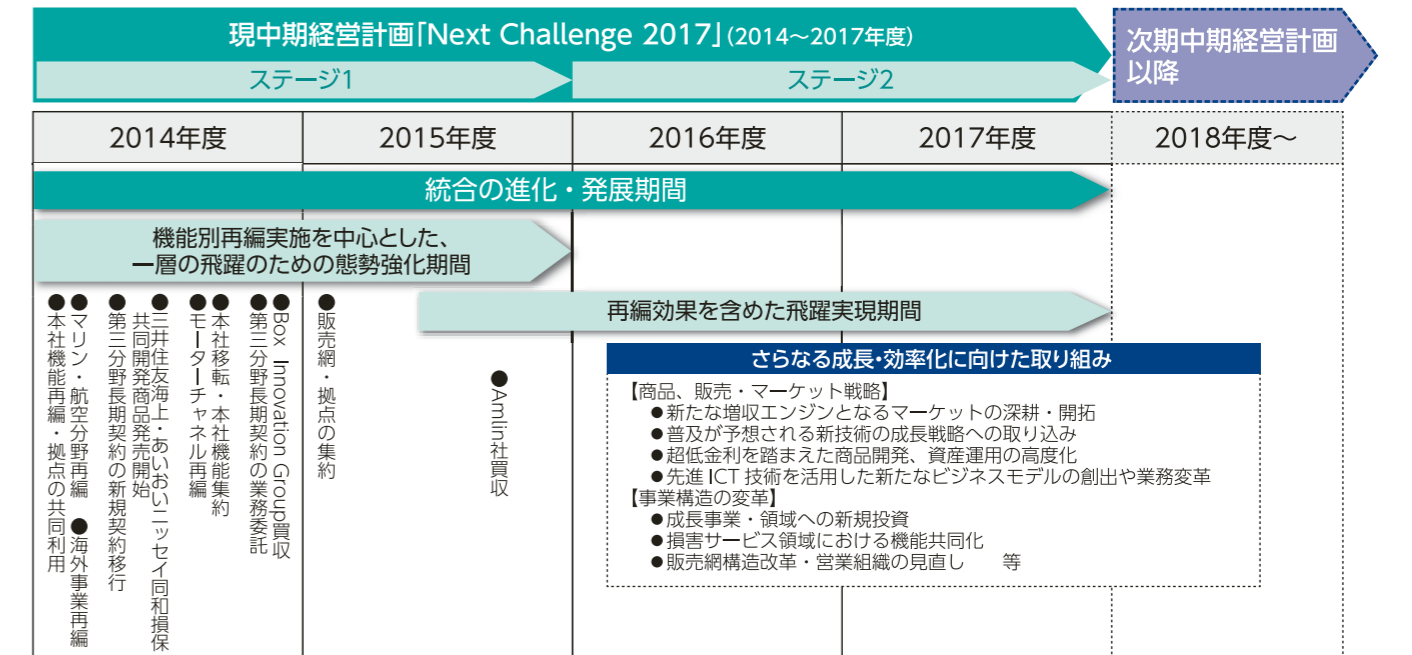 現中期経営計画「Next Challenge 2017」（2014～2017年度）
次期中期経営計画
以降
ステージ1
ステージ2
2014年度
2015年度
2016年度
2017年度
2018年度～
統合の進化・発展期間
機能別再編実施を中心とした、
一層の飛躍のための態勢強化期間
再編効果を含めた飛躍実現期間
●マリン・航空分野再編　●海外事業再編
●本社機能再編・拠点の共同利用
●三井住友海上・あいおいニッセイ同和損保
共同開発商品発売開始
●第三分野長期契約の新規契約移行
●本社移転・本社機能集約
●モーターチャネル再編
●Box Innovation Group買収
●第三分野長期契約の業務委託
●販売網・拠点の集約
●Amlin社買収
さらなる成長・効率化に向けた取り組み
【商品、販売・マーケット戦略】
●新たな増収エンジンとなるマーケットの深耕・開拓
●普及が予想される新技術の成長戦略への取り込み
●超低金利を踏まえた商品開発、資産運用の高度化
●先進ICT技術を活用した新たなビジネスモデルの創出や業務変革
【事業構造の変革】
●成長事業・領域への新規投資
●損害サービス領域における機能共同化
●販売網構造改革・営業組織の見直し　　等